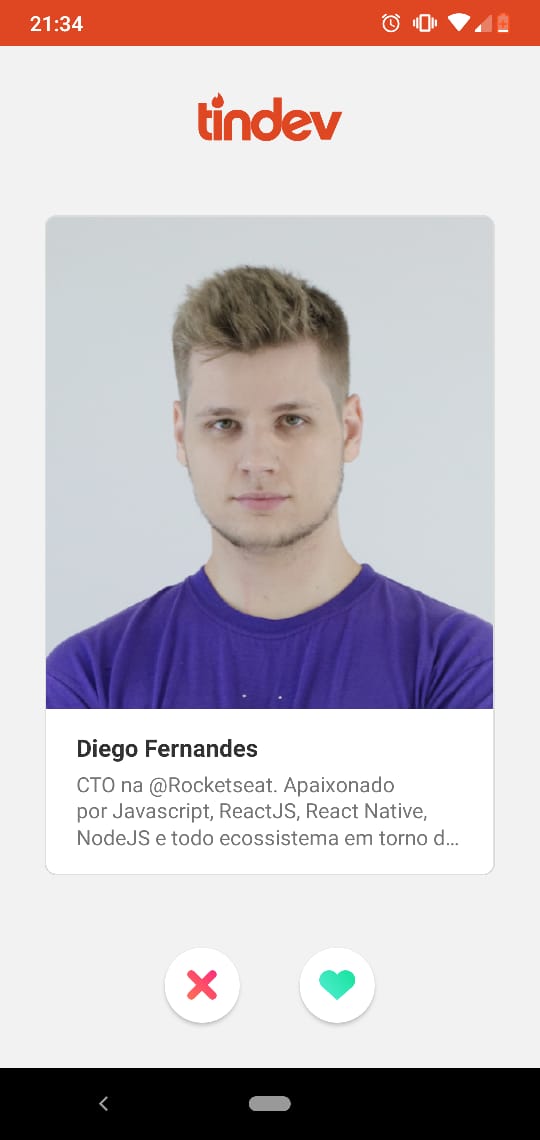 21:34
tindev
Diego Fernandes
CTO na @Rocketseat. Apaixonado
por Javascript, ReactJS, React Native,
NodeJS e todo ecossistema em torno d...